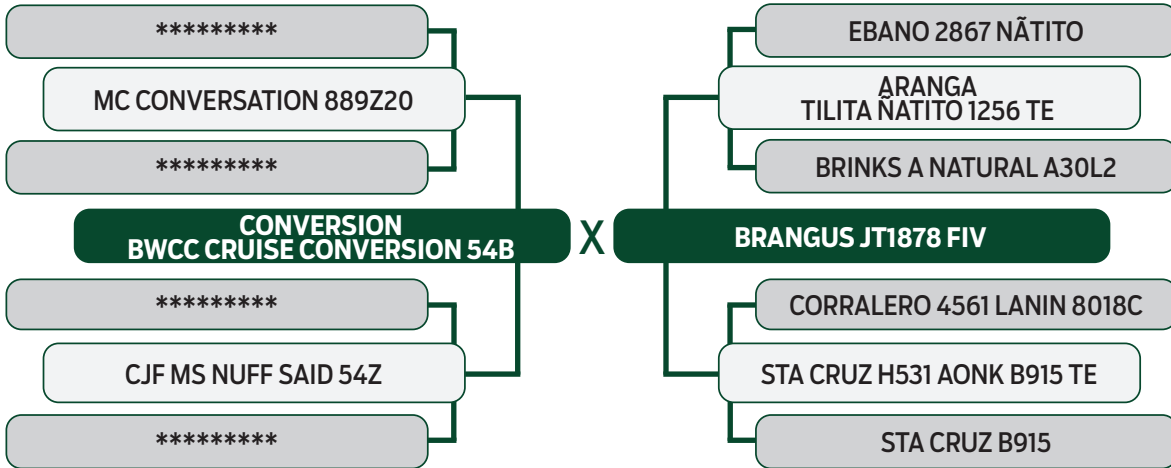 *********
MC CONVERSATION 889Z20
*********
CONVERSION
BWCC CRUISE CONVERSION 54B
*********
CJF MS NUFF SAID 54Z
*********
X
EBANO 2867 NÃTITO
ARANGA
TILITA ÑATITO 1256 TE
BRINKS A NATURAL A30L2
BRANGUS JT1878 FIV
CORRALERO 4561 LANIN 8018C
STA CRUZ H531 AONK B915 TE
STA CRUZ B915